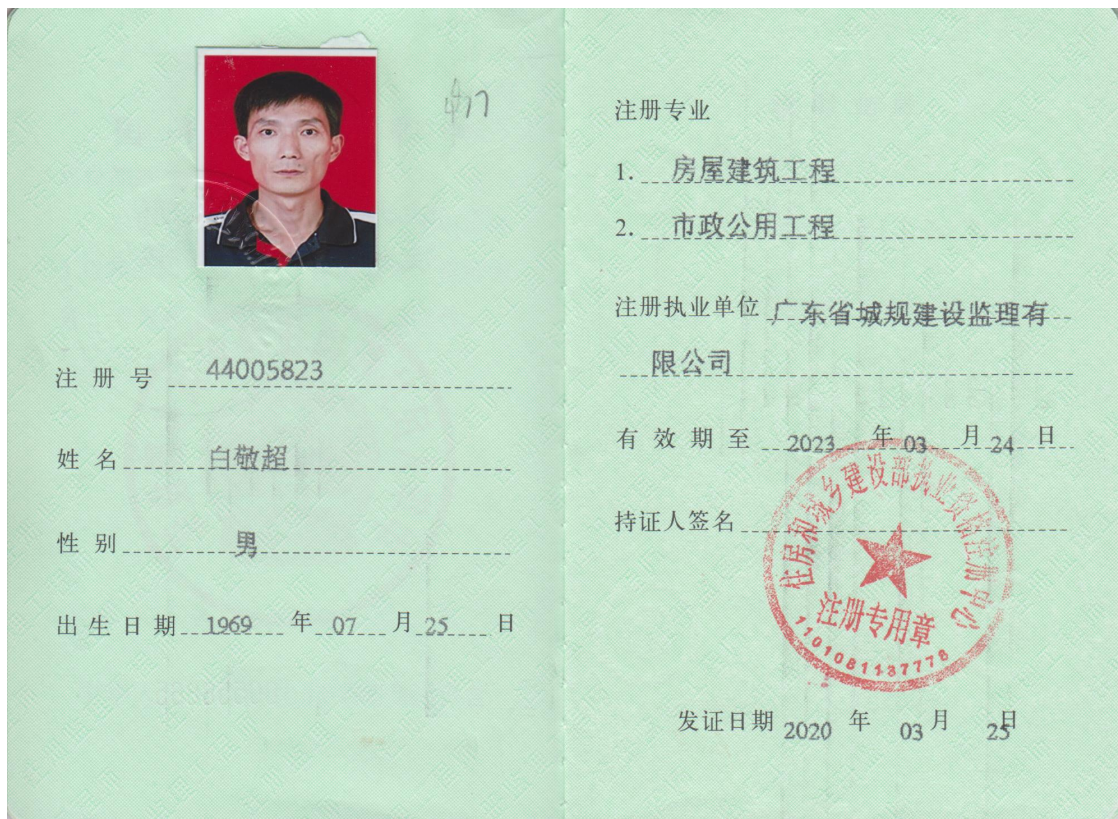 注册号 44005823
姓名 白敬超
性别 男
出生日期 1969 年 07 月 25 日
注册专业
1. 房屋建筑工程
2. 市政公用工程
注册执业单位 广东省城规建设监理有
限公司
有效期至 2023 年 03 月 24 日
持证人签名
住房和城乡建设部执业资格注册中心
注册专用章
1101081137778
发证日期 2020 年 03 月 25 日